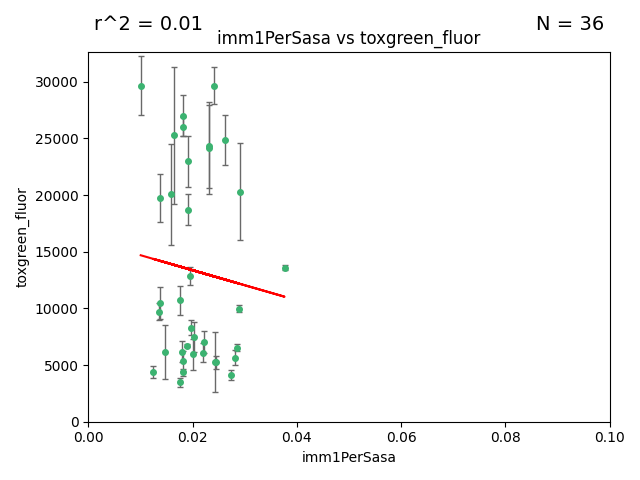 r^2 = 0.01
N = 36
imm1PerSasa vs toxgreen_fluor
30000
25000
20000
15000
10000
5000
0
toxgreen_fluor
0.00
0.02
0.04
0.06
0.08
0.10
imm1PerSasa